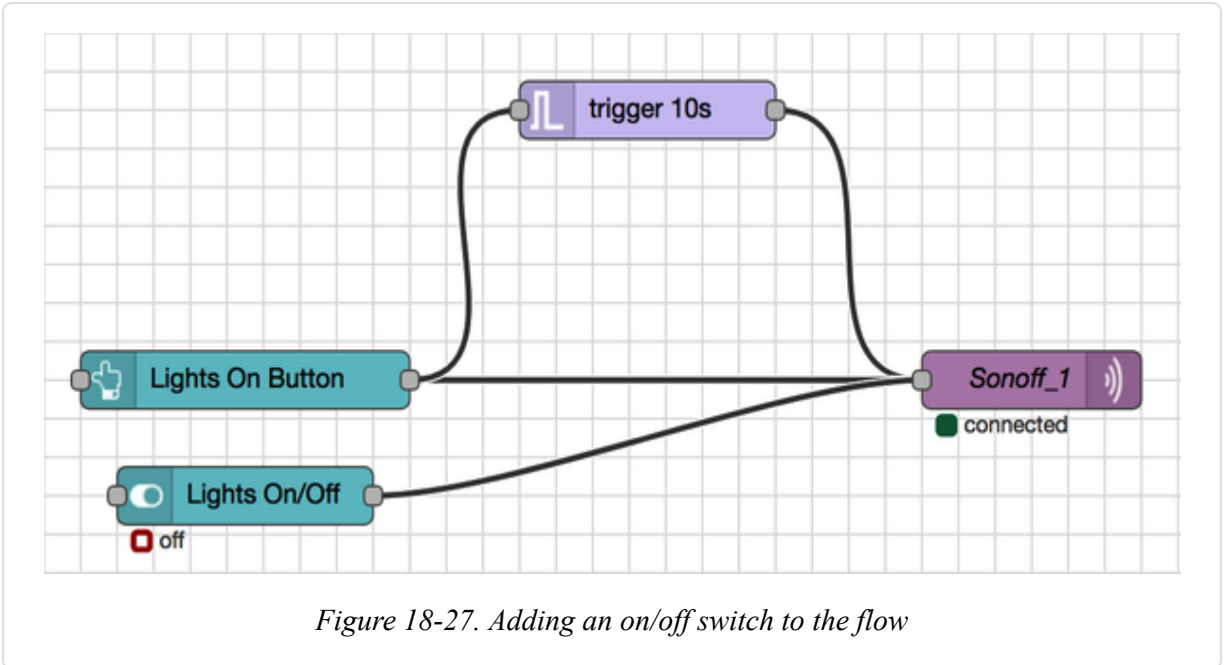 trigger 10s
Lights On Button
Sonoff_1
connected
Lights On/Off
off
Figure 18-27. Adding an on/off switch to the flow